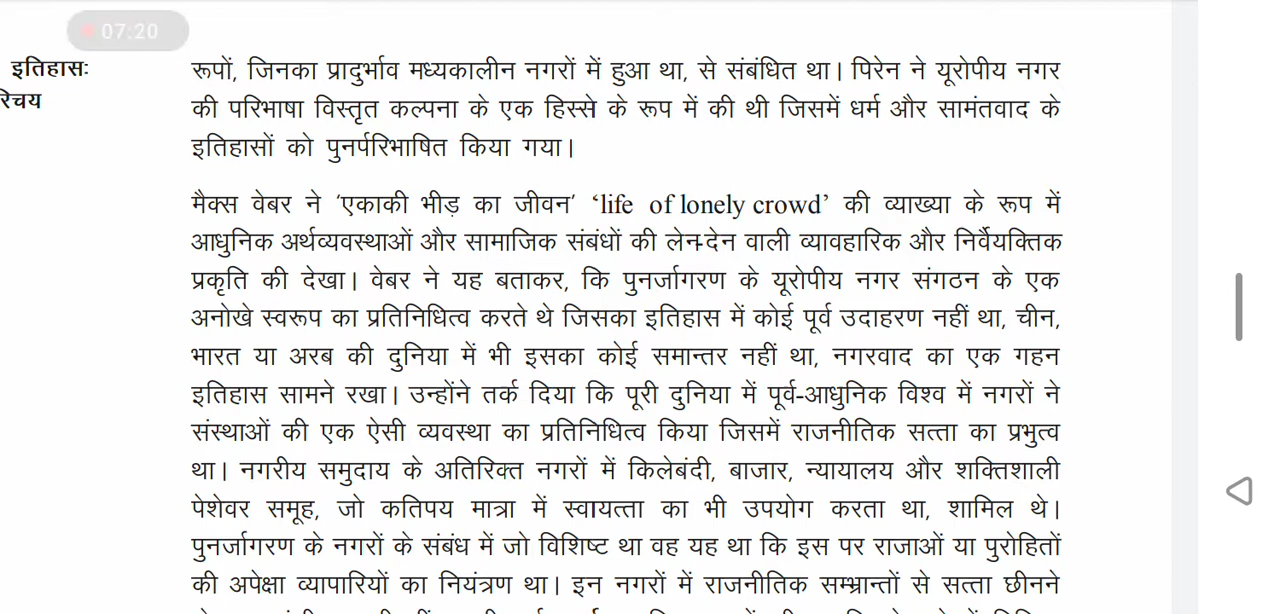 07:20
इतिहासः
रिचय
रूपों, जिनका प्रादुर्भाव मध्यकालीन नगरों में हुआ था, से संबंधित था। पिरेन ने यूरोपीय नगर
की परिभाषा विस्तृत कल्पना के एक हिस्से के रूप में की थी जिसमें धर्म और सामंतवाद के
इतिहासों को पुनर्परिभाषित किया गया।
मैक्स वेबर ने 'एकाकी भीड़ का जीवन' 'life of lonely crowd' की व्याख्या के रूप में
आधुनिक अर्थव्यवस्थाओं और सामाजिक संबंधों की लेन-देन वाली व्यावहारिक और निर्वैयक्तिक
प्रकृति की देखा। वेबर ने यह बताकर, कि पुनर्जागरण के यूरोपीय नगर संगठन के एक
अनोखे स्वरूप का प्रतिनिधित्व करते थे जिसका इतिहास में कोई पूर्व उदाहरण नहीं था, चीन,
भारत या अरब की दुनिया में भी इसका कोई समान्तर नहीं था, नगरवाद का एक गहन
इतिहास सामने रखा। उन्होंने तर्क दिया कि पूरी दुनिया में पूर्व-आधुनिक विश्व में नगरों ने
संस्थाओं की एक ऐसी व्यवस्था का प्रतिनिधित्व किया जिसमें राजनीतिक सत्ता का प्रभुत्व
था। नगरीय समुदाय के अतिरिक्त नगरों में किलेबंदी, बाजार, न्यायालय और शक्तिशाली
पेशेवर समूह, जो कतिपय मात्रा में स्वायत्ता का भी उपयोग करता था, शामिल थे।
पुनर्जागरण के नगरों के संबंध में जो विशिष्ट था वह यह था कि इस पर राजाओं या पुरोहितों
की अपेक्षा व्यापारियों का नियंत्रण था। इन नगरों में राजनीतिक सम्भ्रान्तों से सत्ता छीनने